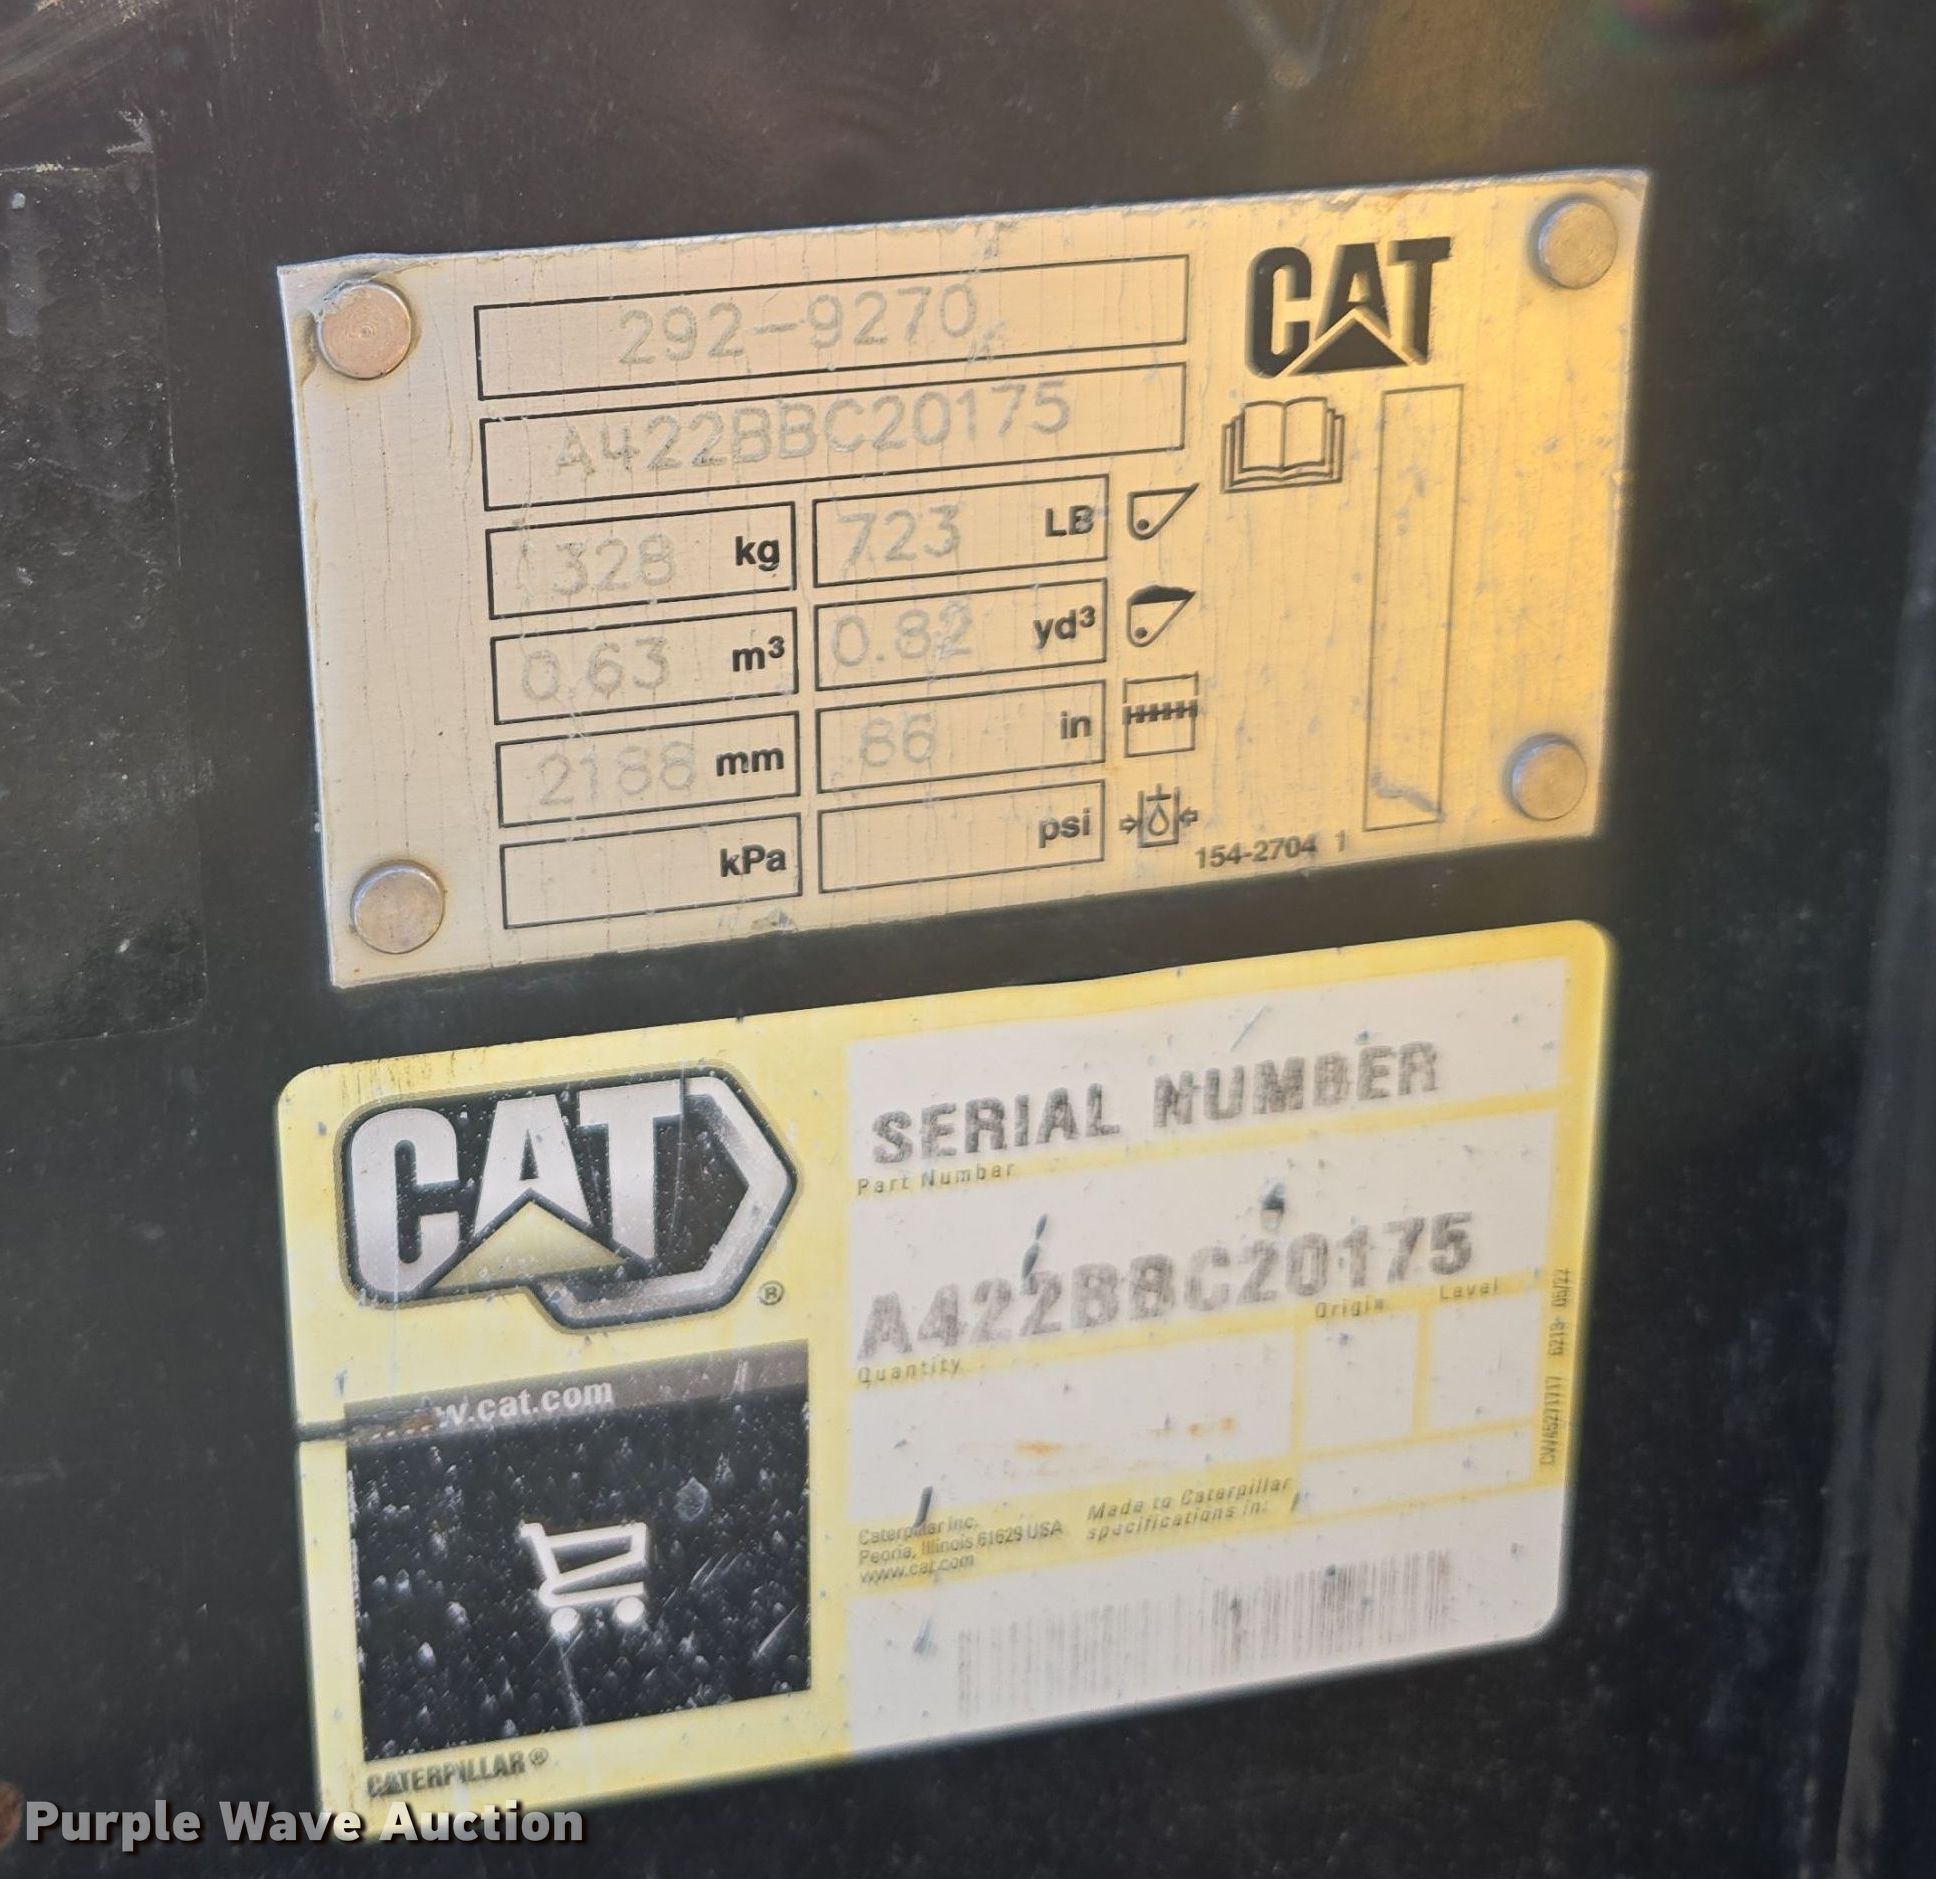 CAT
292-9270
A422BBC20175
328 kg 723 LB
0.63 m³ 0.82 yd³
2188 mm 86 in
kPa psi
154-2704 1
CAT
®
www.cat.com
CATERPILLAR®
SERIAL NUMBER
Part Number
A422BBC20175
Quantity Origin Level
Caterpillar Inc.
Peoria, Illinois 61629 USA
www.cat.com
Made to Caterpillar
specifications in:
Purple Wave Auction